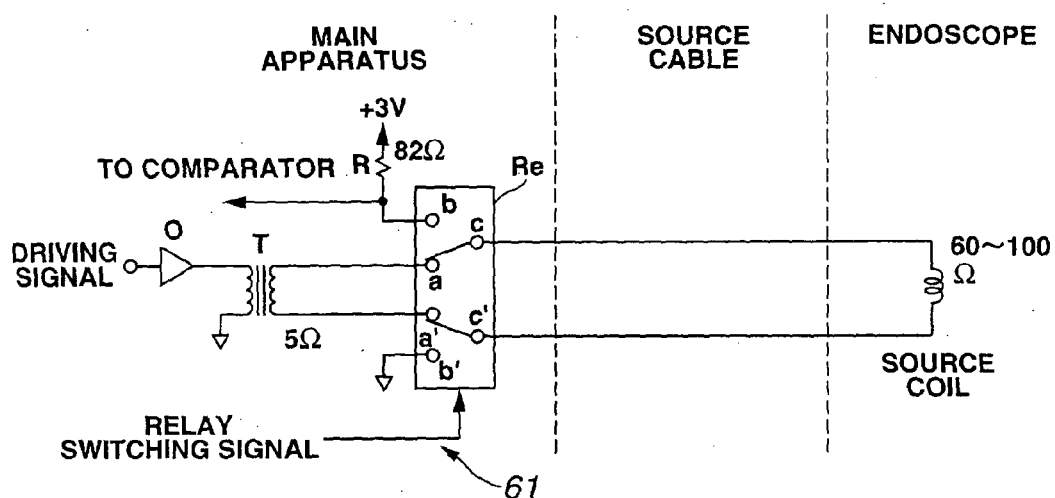 MAIN
APPARATUS
SOURCE
CABLE
ENDOSCOPE
+3V
R
82Ω
TO COMPARATOR
Re
b
c
O
T
DRIVING
SIGNAL
a
5Ω
a'
c'
b'
60~100
Ω
SOURCE
COIL
RELAY
SWITCHING SIGNAL
61